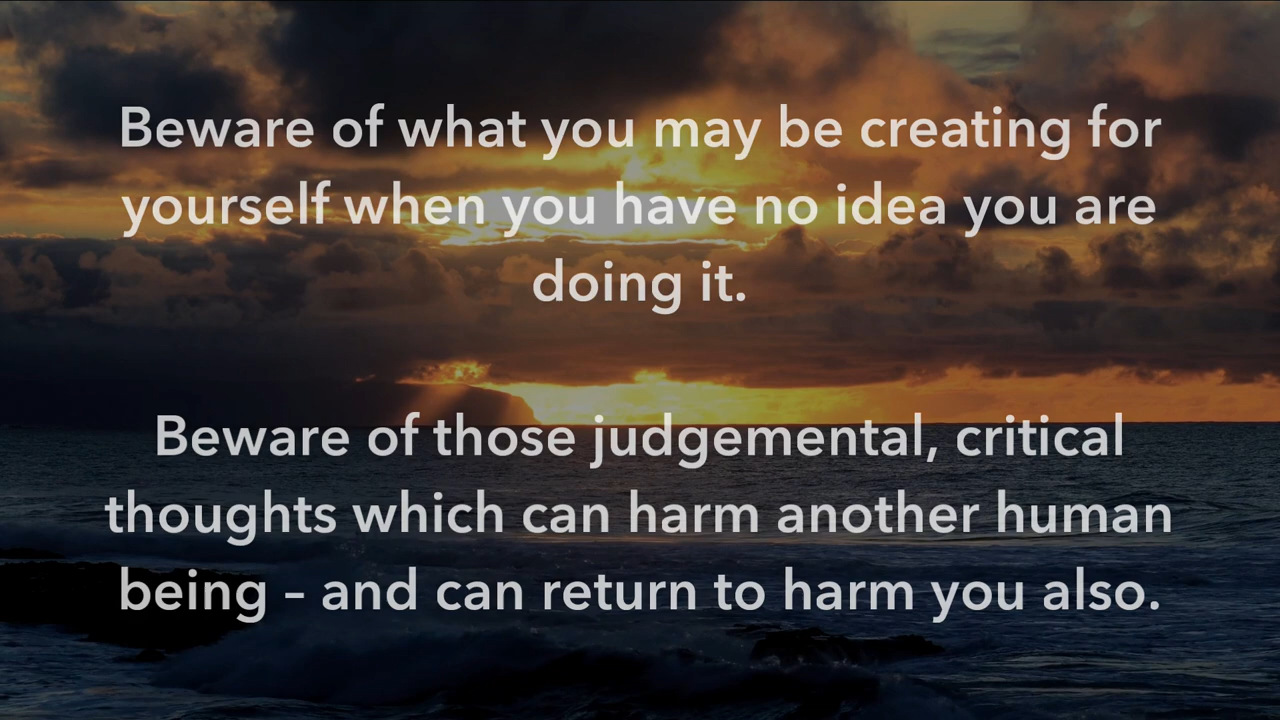 Beware of what you may be creating for
yourself when you have no idea you are
doing it.
Beware of those judgemental, critical
thoughts which can harm another human
being – and can return to harm you also.